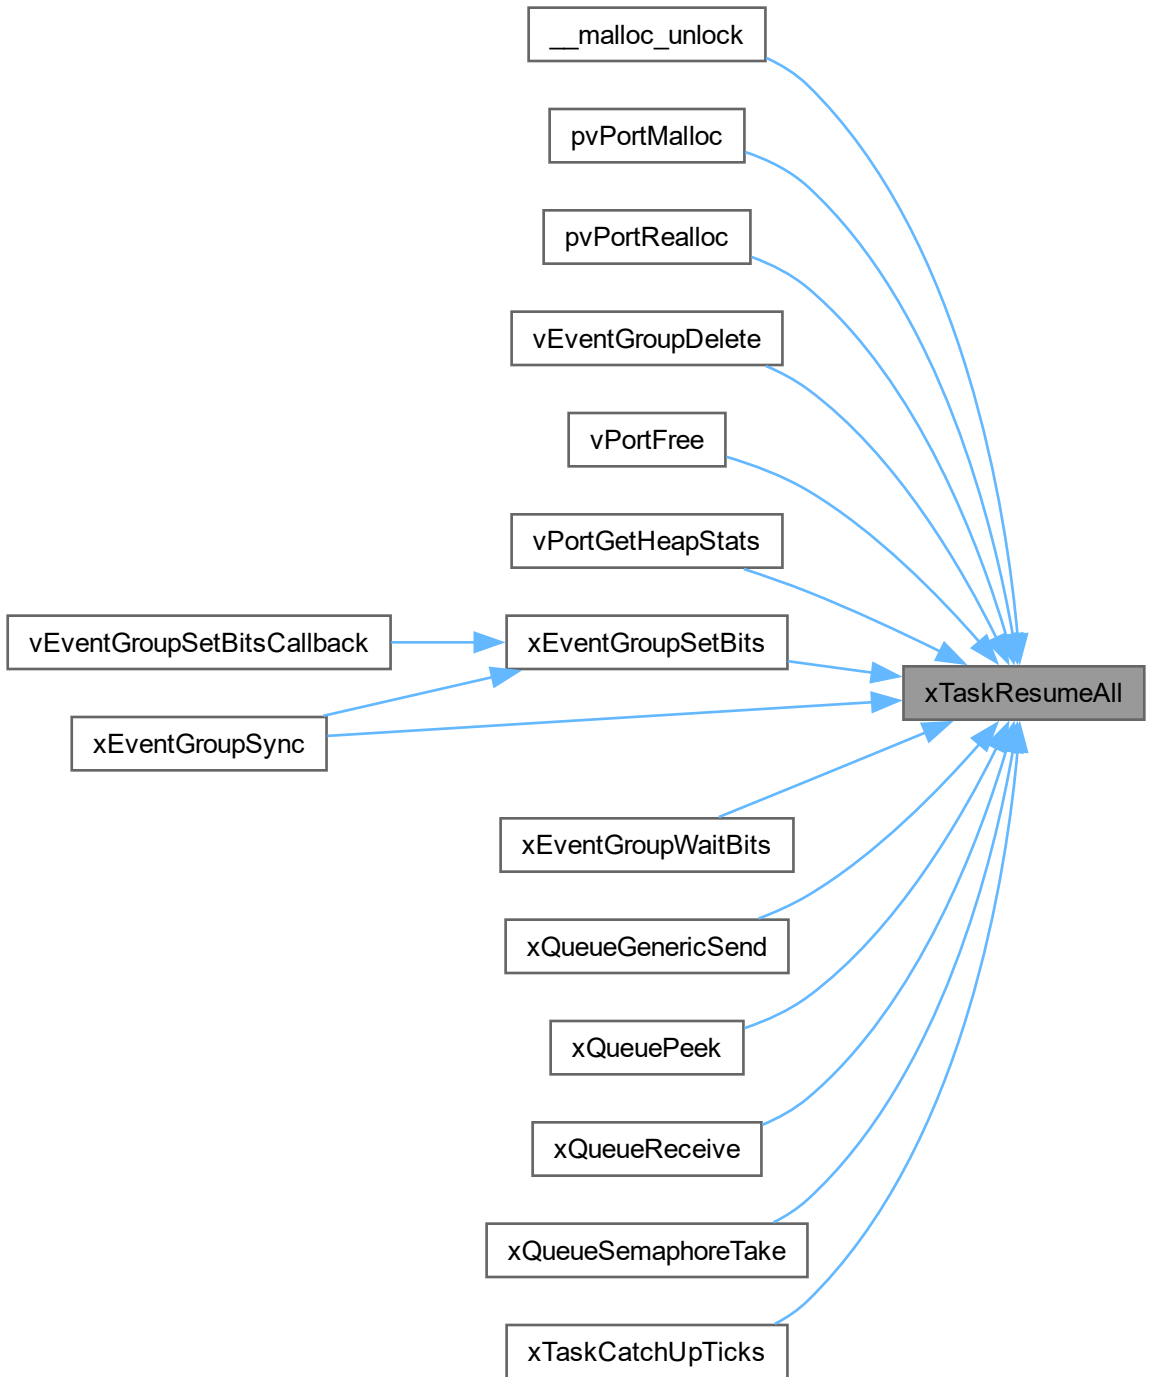 __malloc_unlock
pvPortMalloc
pvPortRealloc
vEventGroupDelete
vPortFree
vPortGetHeapStats
vEventGroupSetBitsCallback
xEventGroupSetBits
xTaskResumeAll
xEventGroupSync
xEventGroupWaitBits
xQueueGenericSend
xQueuePeek
xQueueReceive
xQueueSemaphoreTake
xTaskCatchUpTicks